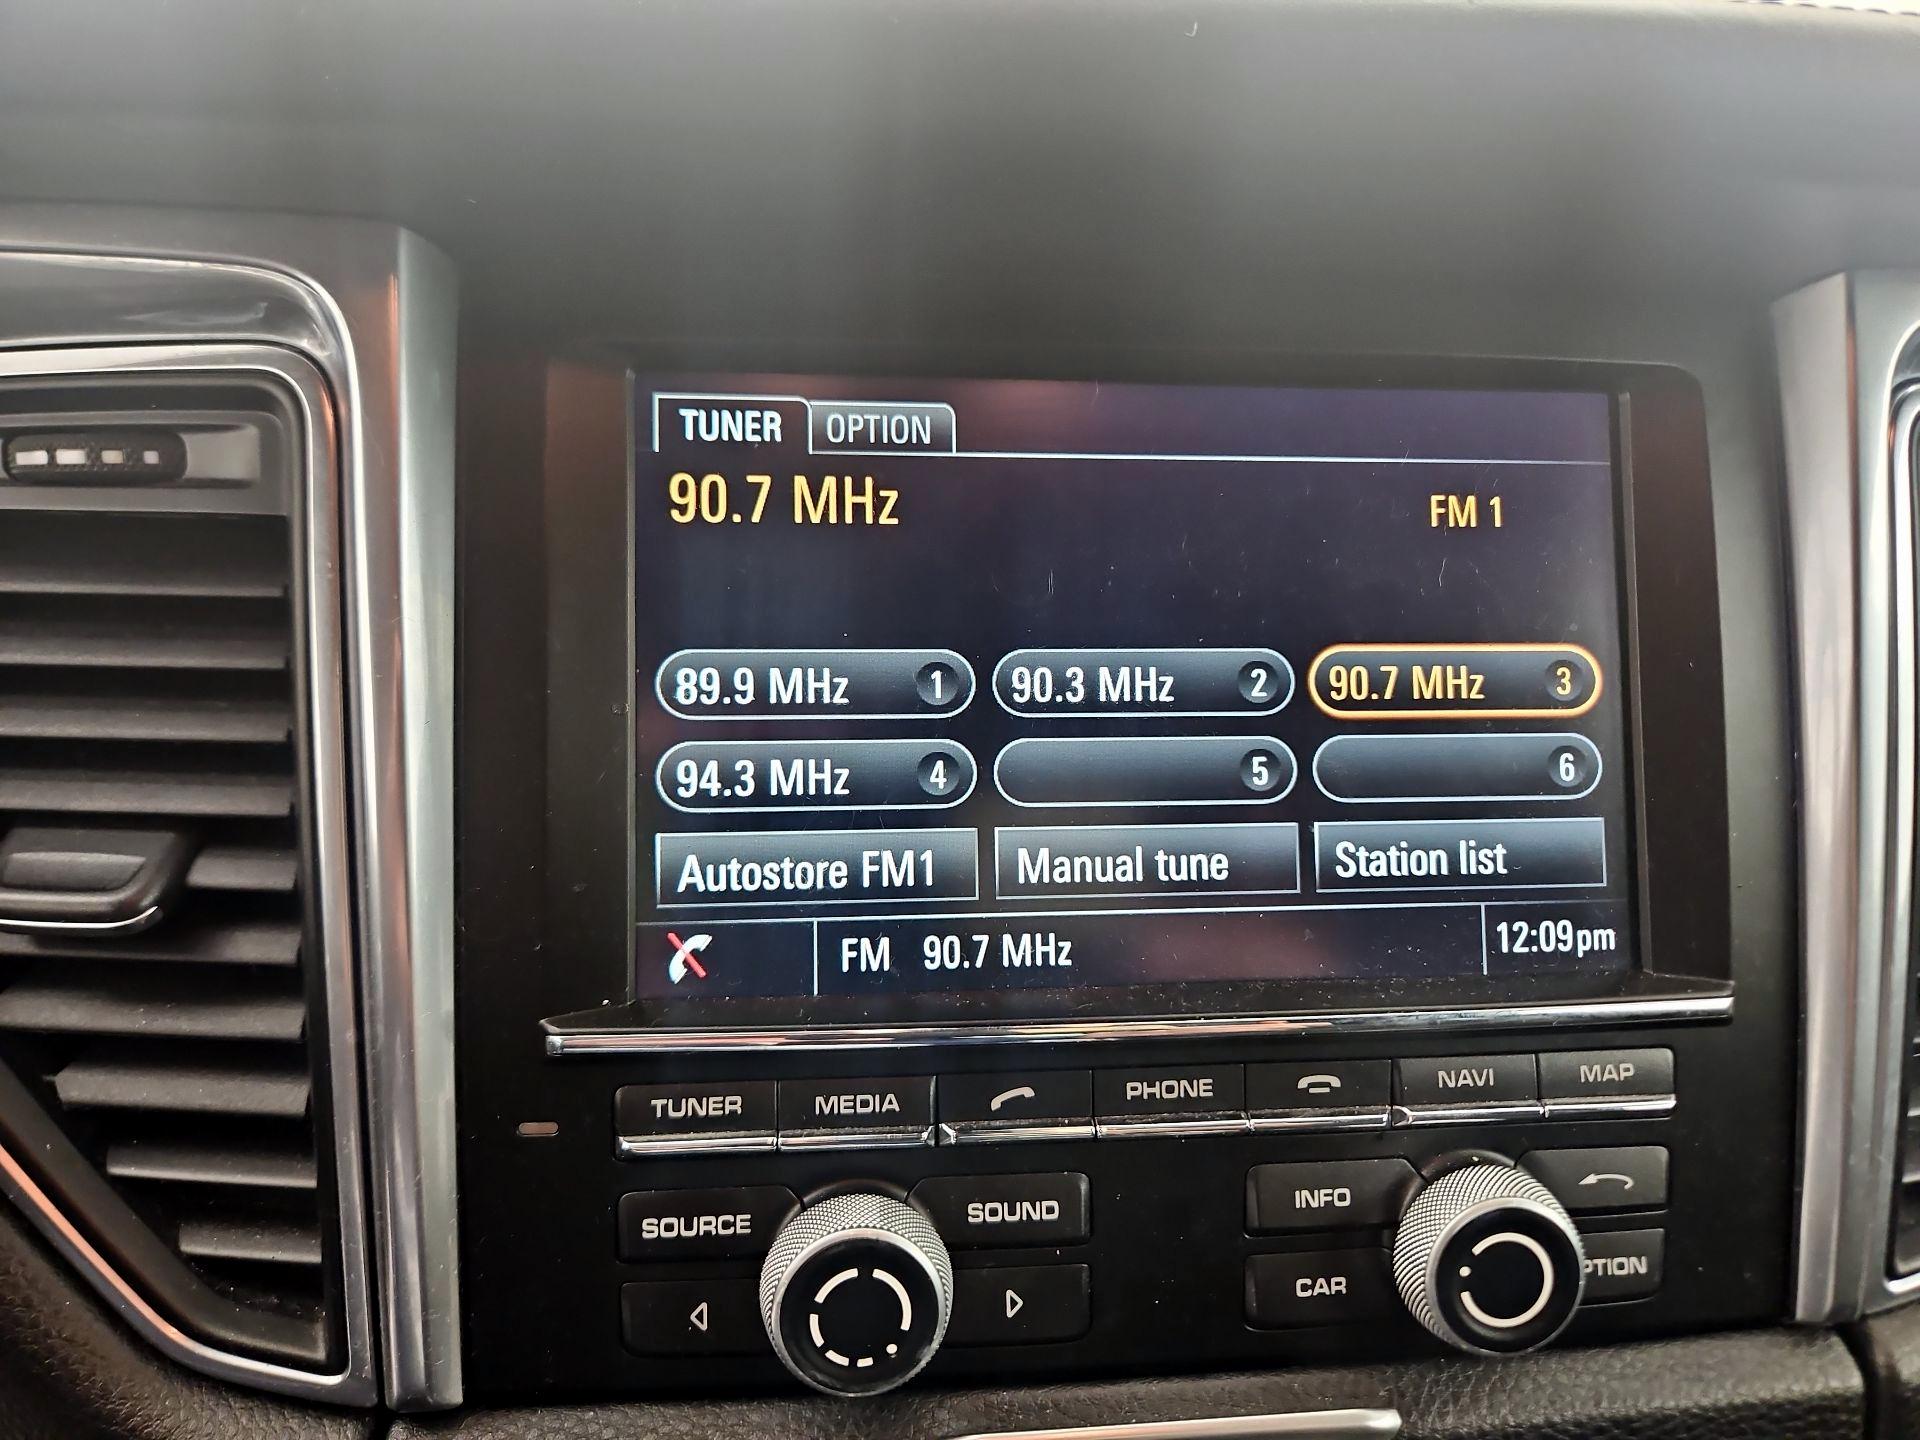 TUNER OPTION
90.7 MHz FM 1
89.9 MHz 1 90.3 MHz 2 90.7 MHz 3
94.3 MHz 4 5 6
Autostore FM1 Manual tune Station list
FM 90.7 MHz 12:09pm
TUNER MEDIA PHONE NAVI MAP
SOURCE SOUND INFO
CAR PTION